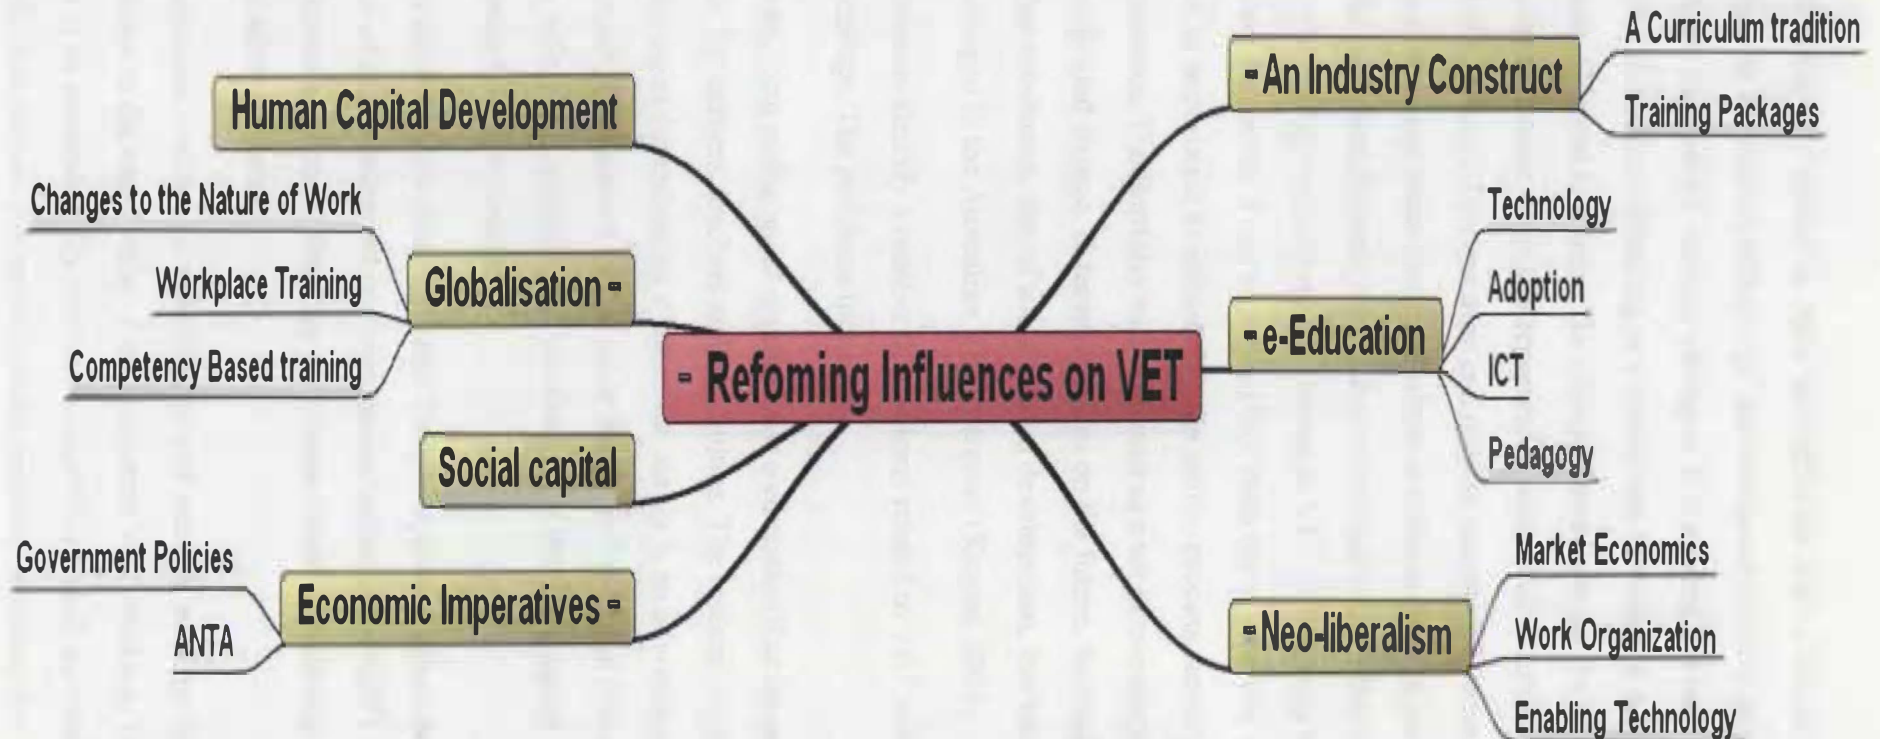 Human Capital Development
Changes to the Nature of Work
Workplace Training
Competency Based training
Globalisation -
Social capital
Government Policies
ANTA
Economic Imperatives -
- Refoming Influences on VET
- An Industry Construct
A Curriculum tradition
Training Packages
- e-Education
Technology
Adoption
ICT
Pedagogy
- Neo-liberalism
Market Economics
Work Organization
Enabling Technology